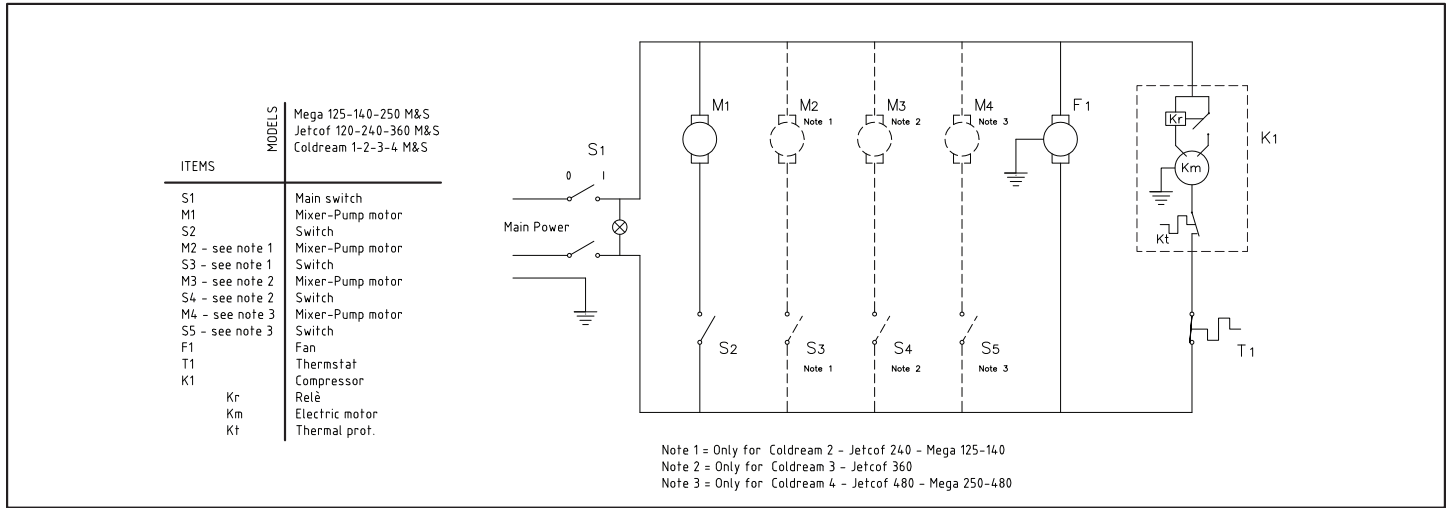 MODELS
Mega 125-140-250 M&S
Jetcof 120-240-360 M&S
Coldream 1-2-3-4 M&S
ITEMS
S1 Main switch
M1 Mixer-Pump motor
S2 Switch
M2 - see note 1 Mixer-Pump motor
S3 - see note 1 Switch
M3 - see note 2 Mixer-Pump motor
S4 - see note 2 Switch
M4 - see note 3 Mixer-Pump motor
S5 - see note 3 Switch
F1 Fan
T1 Thermstat
K1 Compressor
Kr Relè
Km Electric motor
Kt Thermal prot.
S1
0 I
Main Power
M1
M2
Note 1
M3
Note 2
M4
Note 3
F1
Kr
K1
Km
Kt
S2
S3
Note 1
S4
Note 2
S5
Note 3
T1
Note 1 = Only for Coldream 2 - Jetcof 240 - Mega 125-140
Note 2 = Only for Coldream 3 - Jetcof 360
Note 3 = Only for Coldream 4 - Jetcof 480 - Mega 250-480